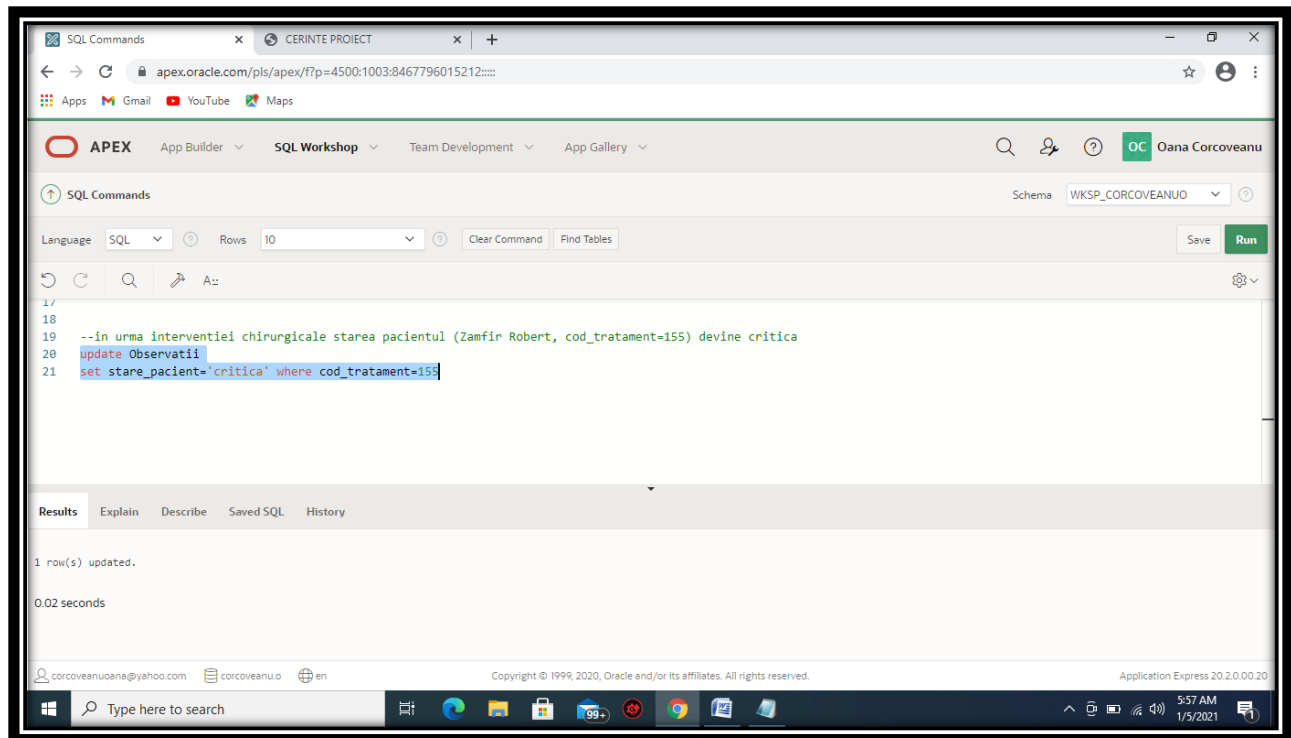 SQL Commands
CERINTE PROIECT
apex.oracle.com/pls/apex/f?p=4500:1003:8467796015212:::::
Apps Gmail YouTube Maps
APEX App Builder SQL Workshop Team Development App Gallery OC Oana Corcoveanu
SQL Commands Schema WKSP_CORCOVEANUO
Language SQL Rows 10 Clear Command Find Tables Save Run
17
18
19 --in urma interventiei chirurgicale starea pacientul (Zamfir Robert, cod_tratament=155) devine critica
20 update Observatii
21 set stare_pacient='critica' where cod_tratament=155
Results Explain Describe Saved SQL History
1 row(s) updated.
0.02 seconds
corcoveanuoana@yahoo.com corcoveanu.o en Copyright © 1999, 2020, Oracle and/or its affiliates. All rights reserved. Application Express 20.2.0.00.20
Type here to search 99+ 5:57 AM
1/5/2021 1